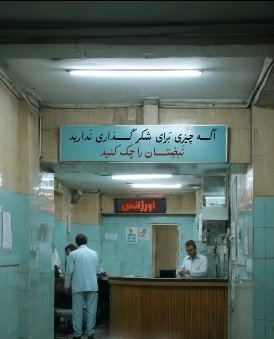 اگه چیزی برای شکرگذاری ندارید
نبضتان را چک کنید
اورژانس